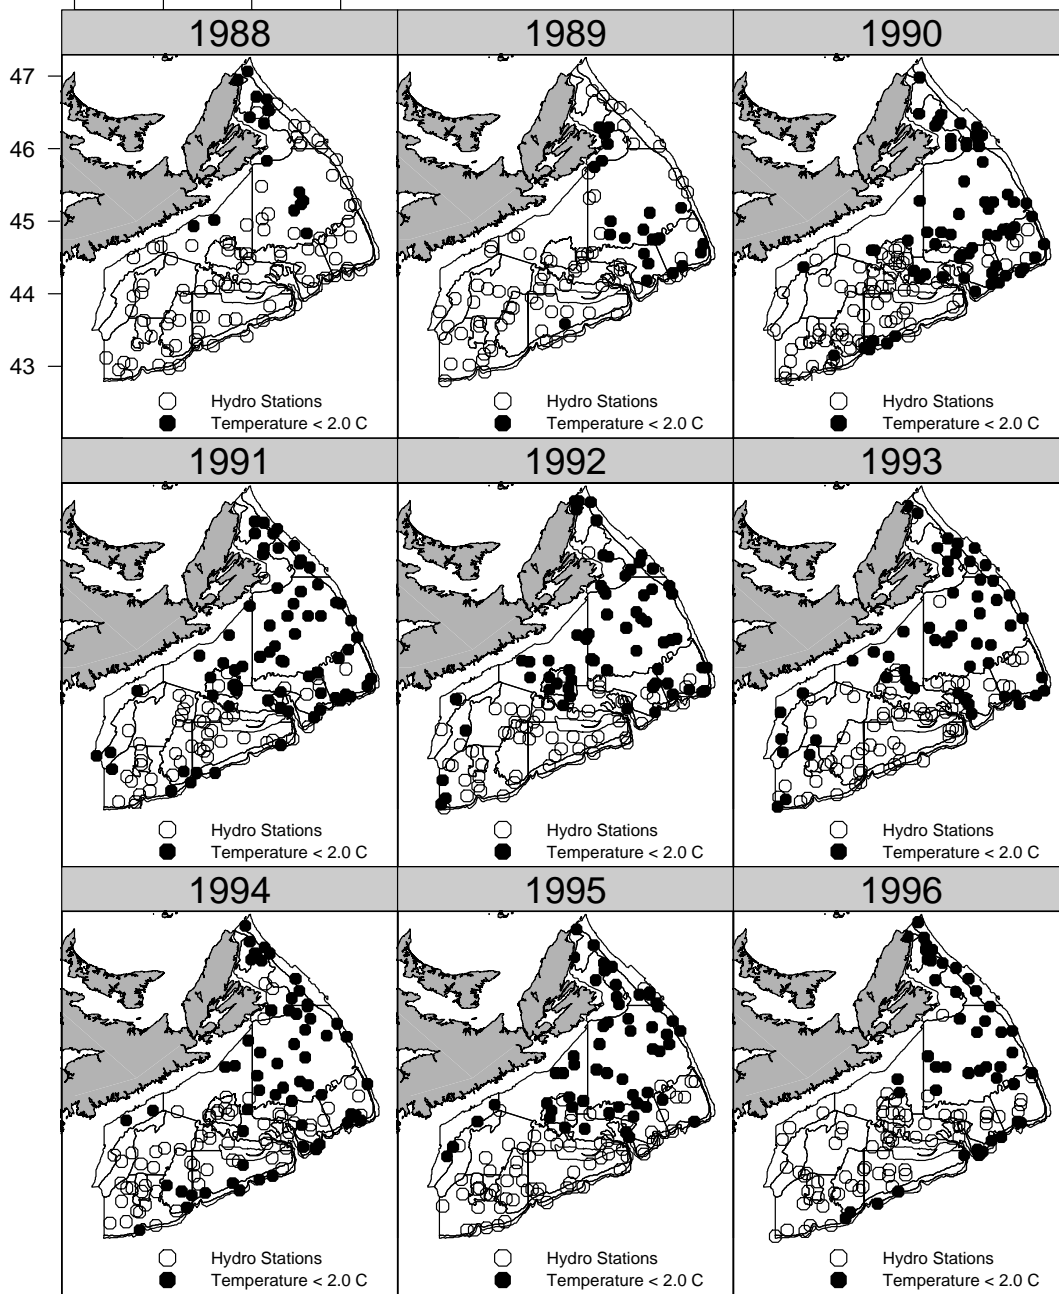 1988 1989 1990
47
46
45
44
43
Hydro Stations Hydro Stations Hydro Stations
Temperature < 2.0 C Temperature < 2.0 C Temperature < 2.0 C
1991 1992 1993
Hydro Stations Hydro Stations Hydro Stations
Temperature < 2.0 C Temperature < 2.0 C Temperature < 2.0 C
1994 1995 1996
Hydro Stations Hydro Stations Hydro Stations
Temperature < 2.0 C Temperature < 2.0 C Temperature < 2.0 C